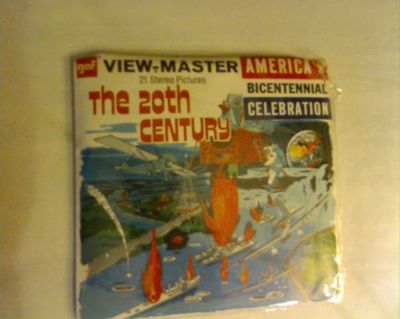 gaf VIEW-MASTER
21 Stereo Pictures
AMERICA'S
BICENTENNIAL
CELEBRATION
The 20th
CENTURY